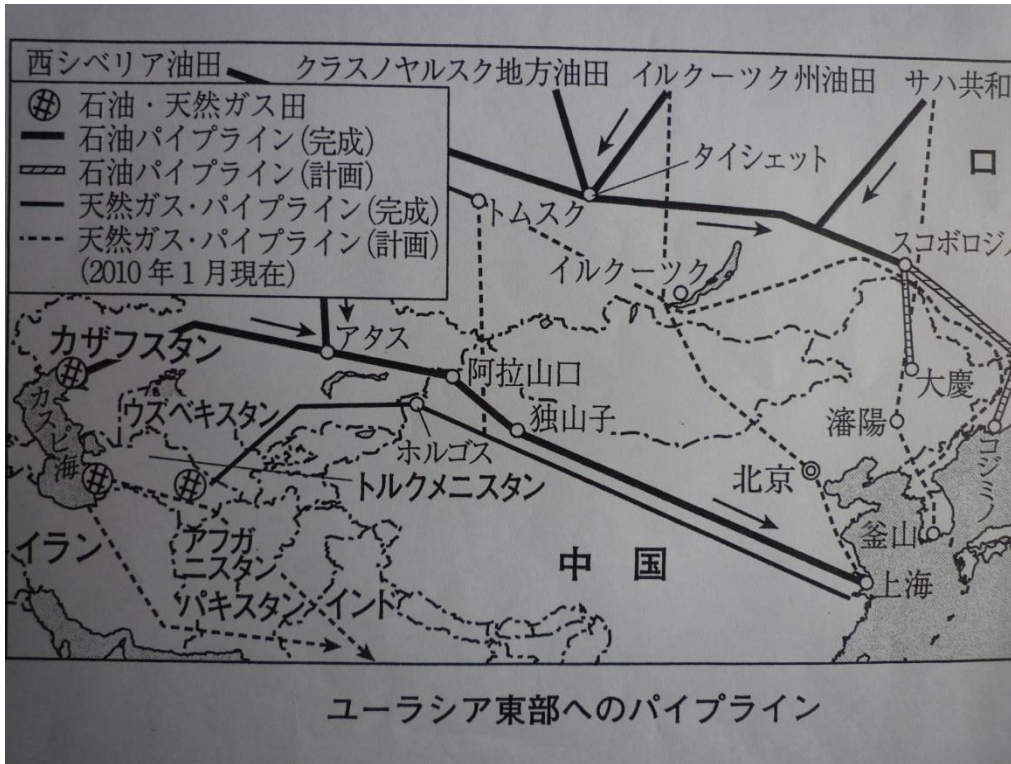 西シベリア油田
クラスノヤルスク地方油田
イルクーツク州油田
サハ共和
石油・天然ガス田
石油パイプライン(完成)
石油パイプライン(計画)
天然ガス・パイプライン(完成)
天然ガス・パイプライン(計画)
(2010年1月現在)
ロ
タイシェット
トムスク
スコボロジノ
イルクーツク
アタス
カザフスタン
阿拉山口
大慶
カスピ海
ウズベキスタン
独山子
瀋陽
ホルゴス
コジミノ
北京
トルクメニスタン
イラン
アフガ
ニスタン
中国
釜山
パキスタン
インド
上海
ユーラシア東部へのパイプライン